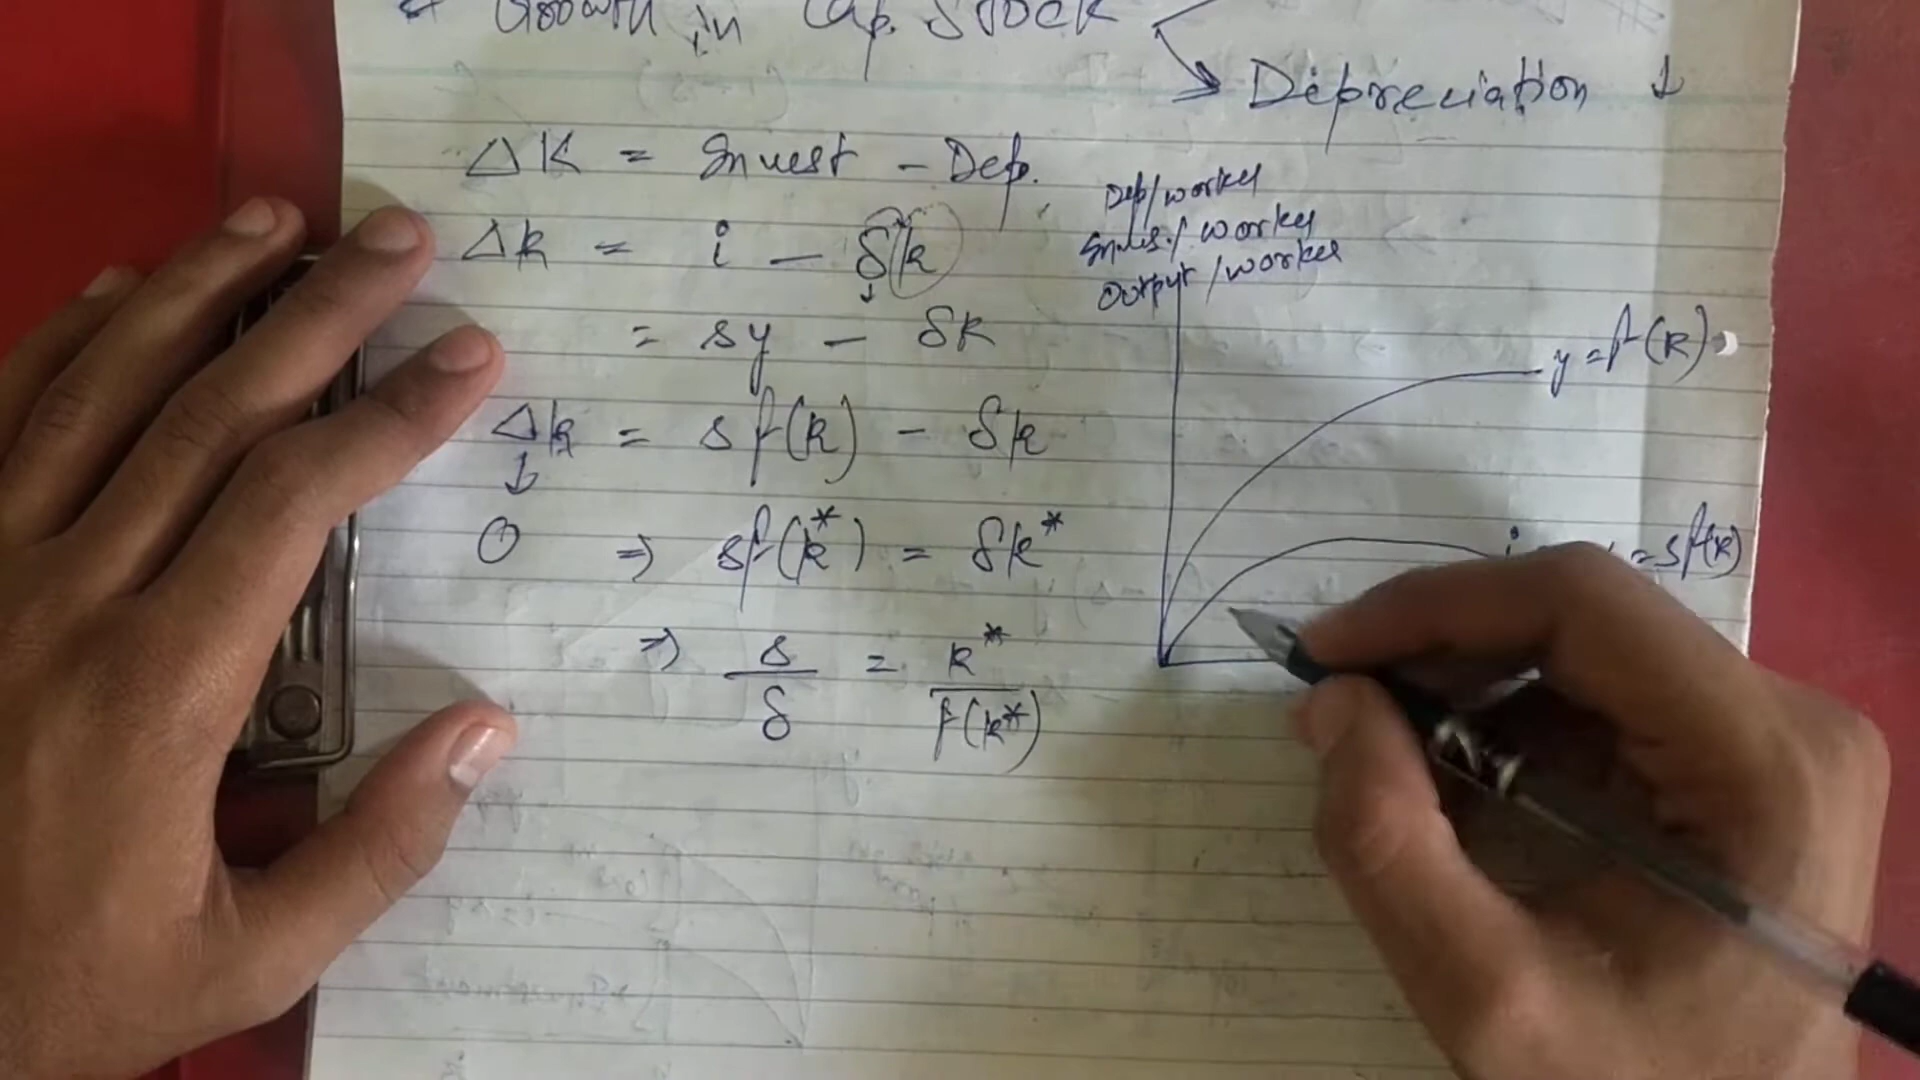 Growth in Cap. Stock
Depreciation ↓
ΔK = Invest - Dep.
Δk = i - δk
= sy - δk
Δk = sf(k) - δk
0 ⇒ sf(k*) = δk*
⇒ s/δ = k*/f(k*)
Dep/worker
Invs./worker
Output/worker
y = f(k)
i = sf(k)